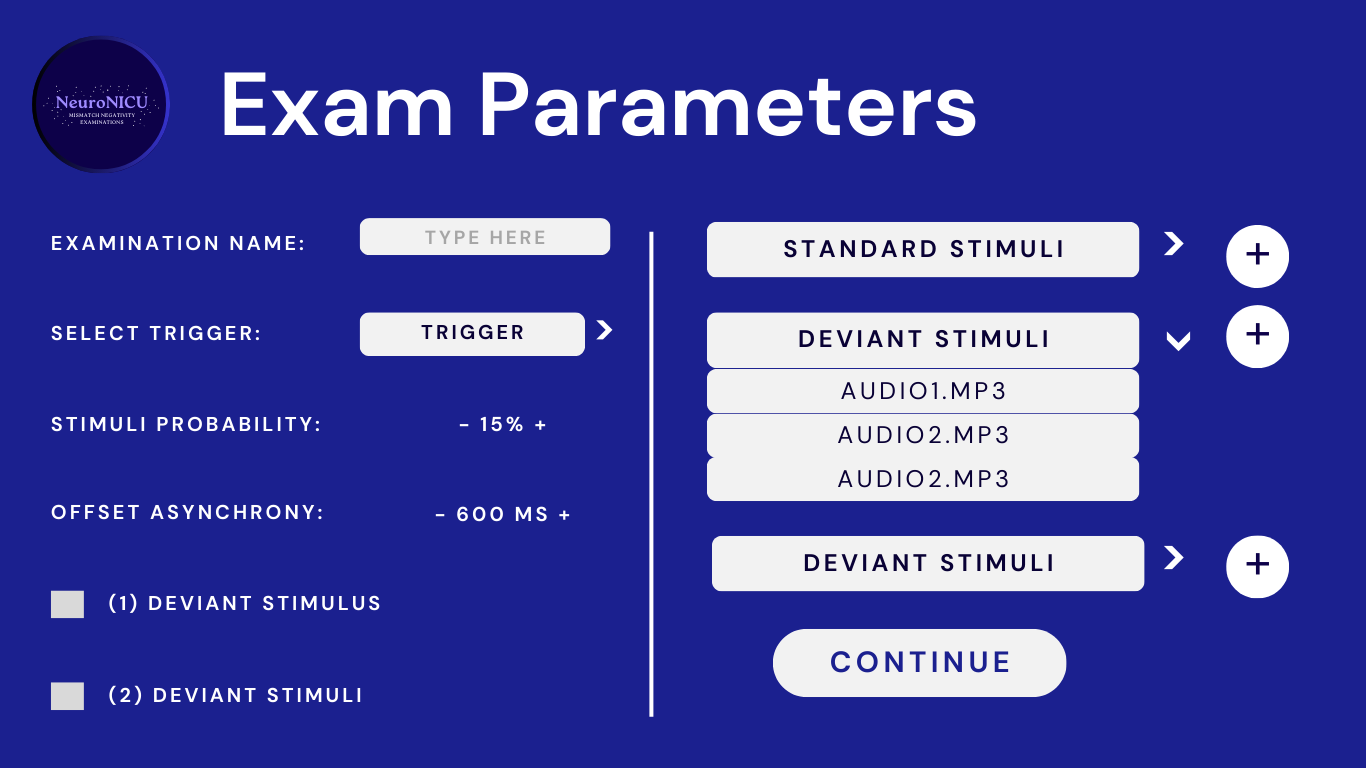 NeuroNICU
MISMATCH NEGATIVITY
EXAMINATIONS
Exam Parameters
EXAMINATION NAME:
TYPE HERE
SELECT TRIGGER:
TRIGGER
STIMULI PROBABILITY:
- 15% +
OFFSET ASYNCHRONY:
- 600 MS +
(1) DEVIANT STIMULUS
(2) DEVIANT STIMULI
STANDARD STIMULI
+
DEVIANT STIMULI
+
AUDIO1.MP3
AUDIO2.MP3
AUDIO2.MP3
DEVIANT STIMULI
+
CONTINUE